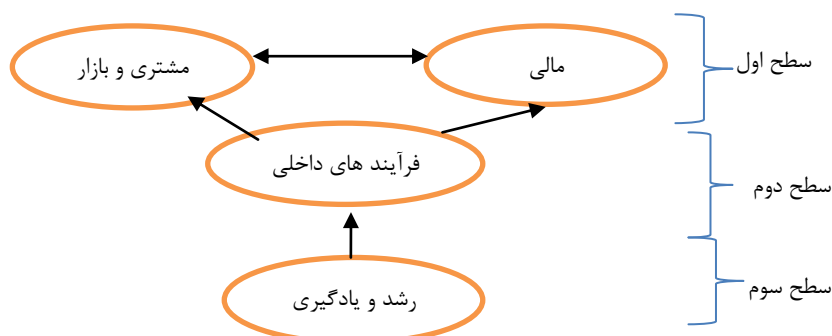 سطح اول
مالی
مشتری و بازار
فرآیند های داخلی
سطح دوم
رشد و یادگیری
سطح سوم